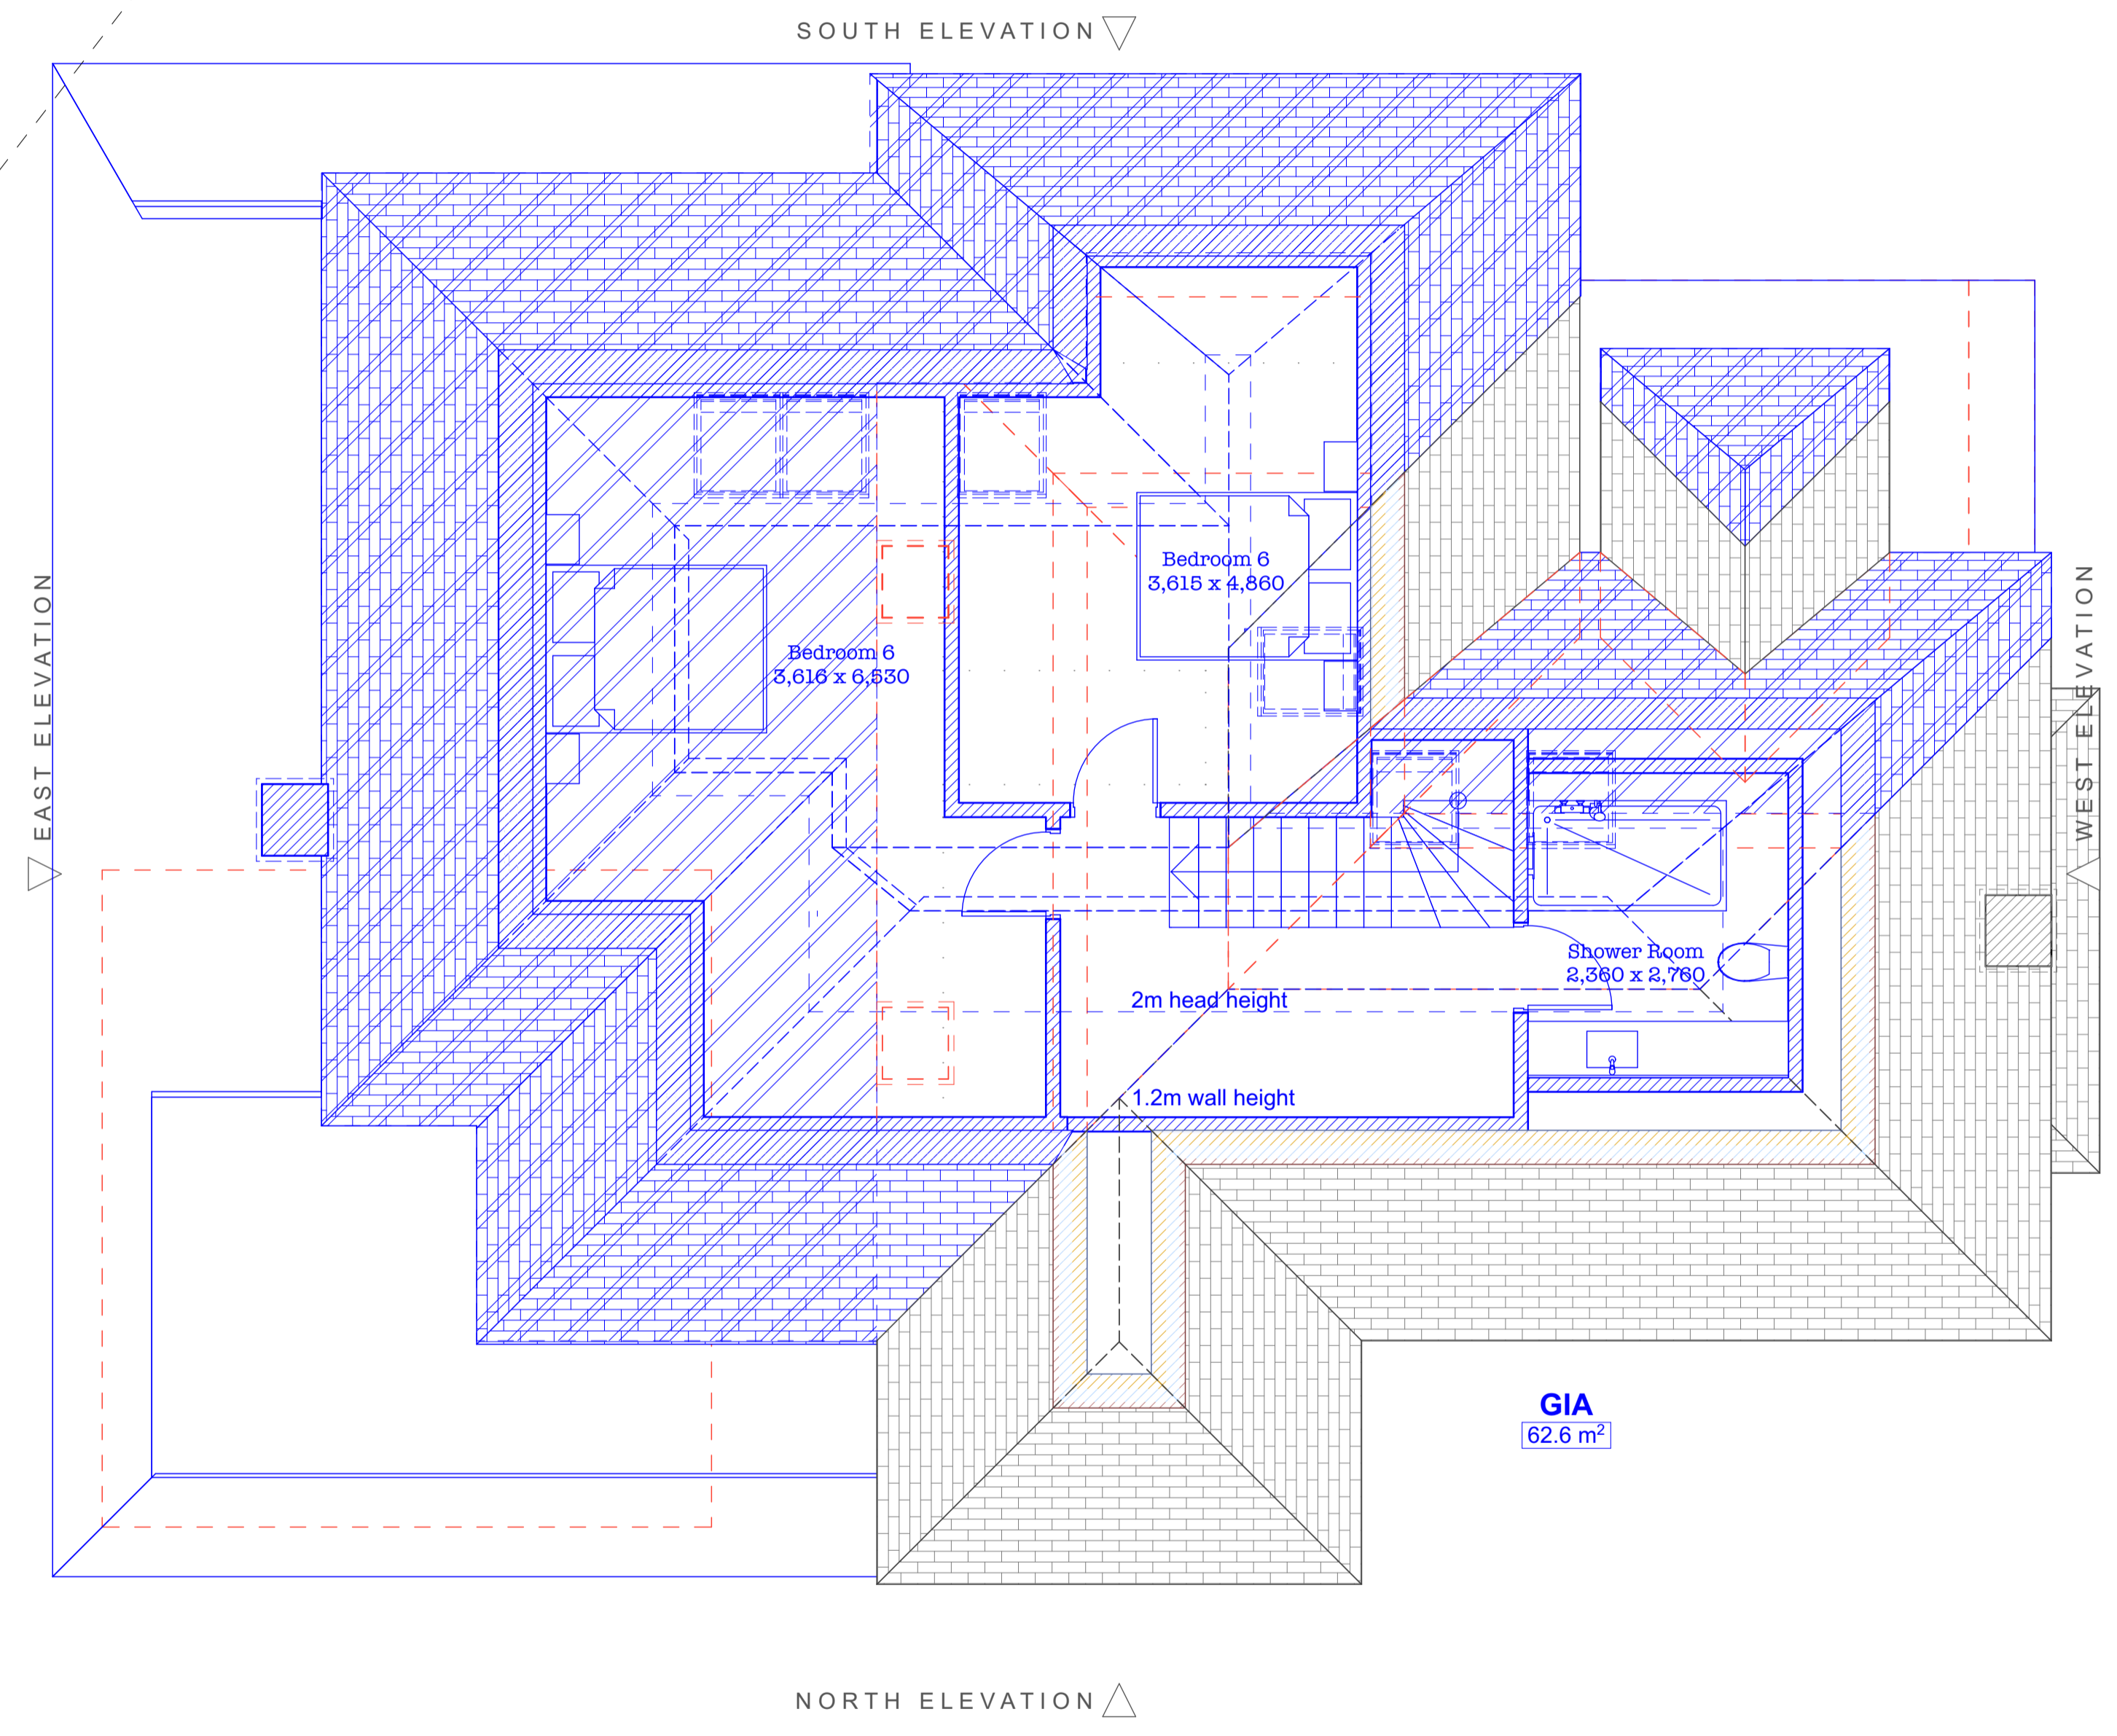 SOUTH ELEVATION
EAST ELEVATION
WEST ELEVATION
Bedroom 6
3,615 x 4,860
Bedroom 6
3,616 x 6,530
Shower Room
2,360 x 2,760
2m head height
1.2m wall height
GIA
62.6 m²
NORTH ELEVATION